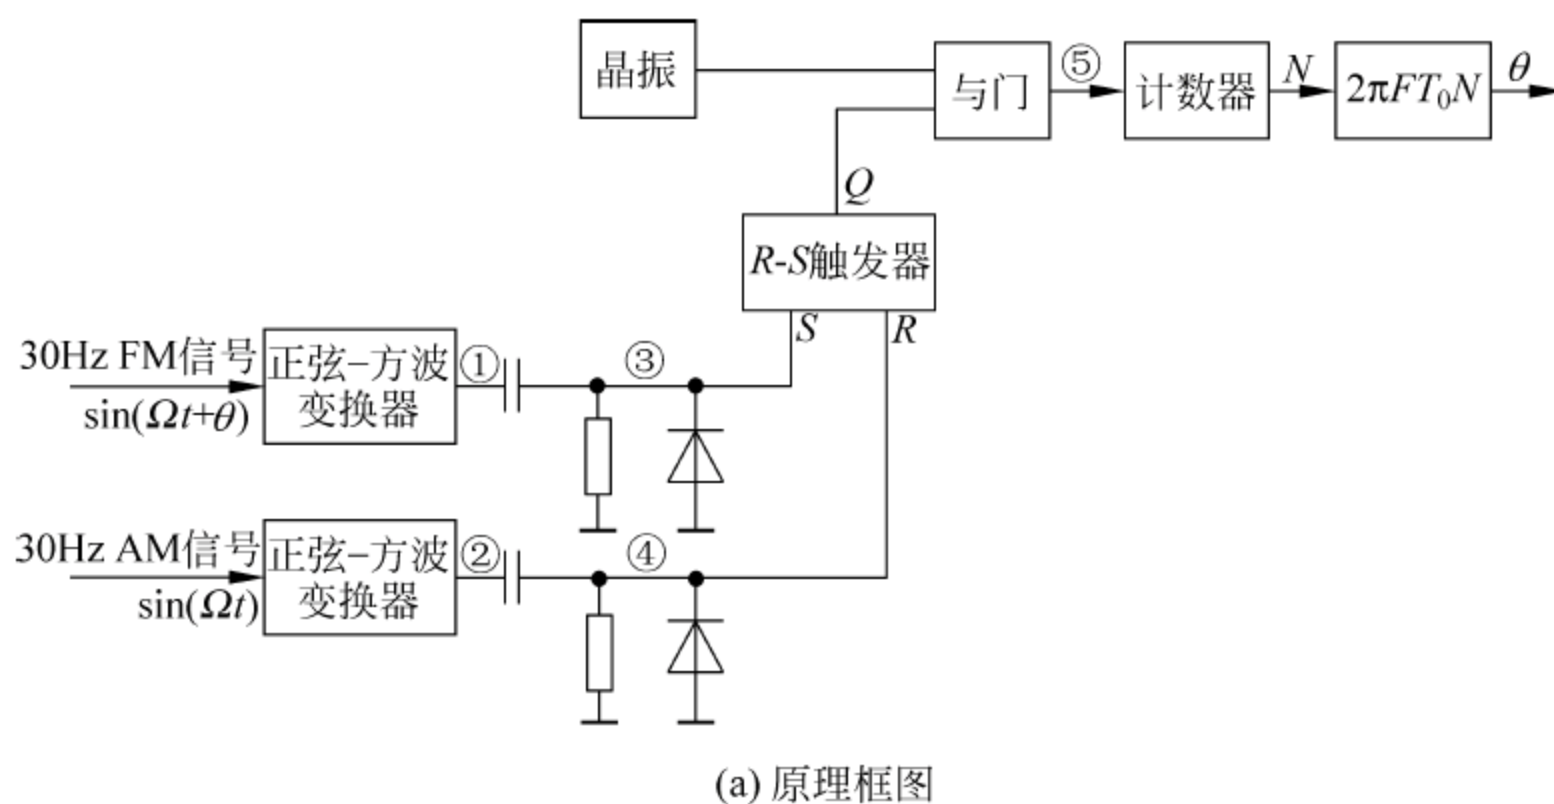 晶振
与门
⑤
计数器
N
2πFT₀N
θ
Q
R-S触发器
S
R
30Hz FM信号
sin(Ωt+θ)
正弦-方波
变换器
①
③
30Hz AM信号
sin(Ωt)
正弦-方波
变换器
②
④
(a) 原理框图